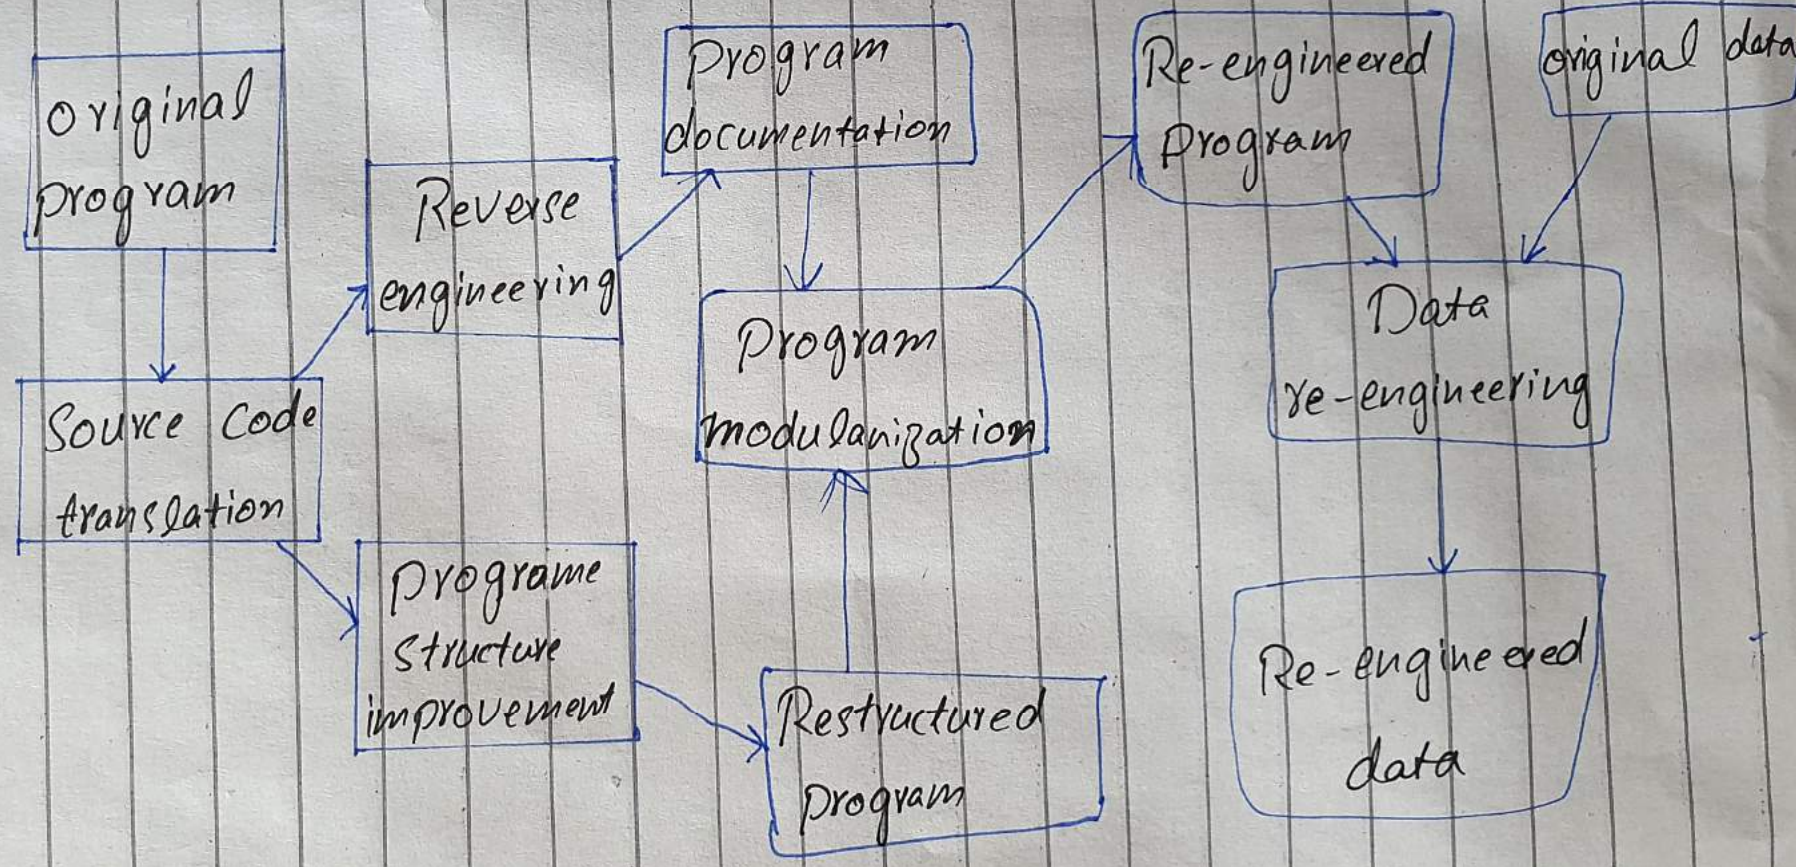 original
program
Source Code
translation
Reverse
engineering
Programe
structure
improvement
Program
documentation
Program
modulanization
Restructured
program
Re-engineered
Program
original data
Data
re-engineering
Re-engineered
data